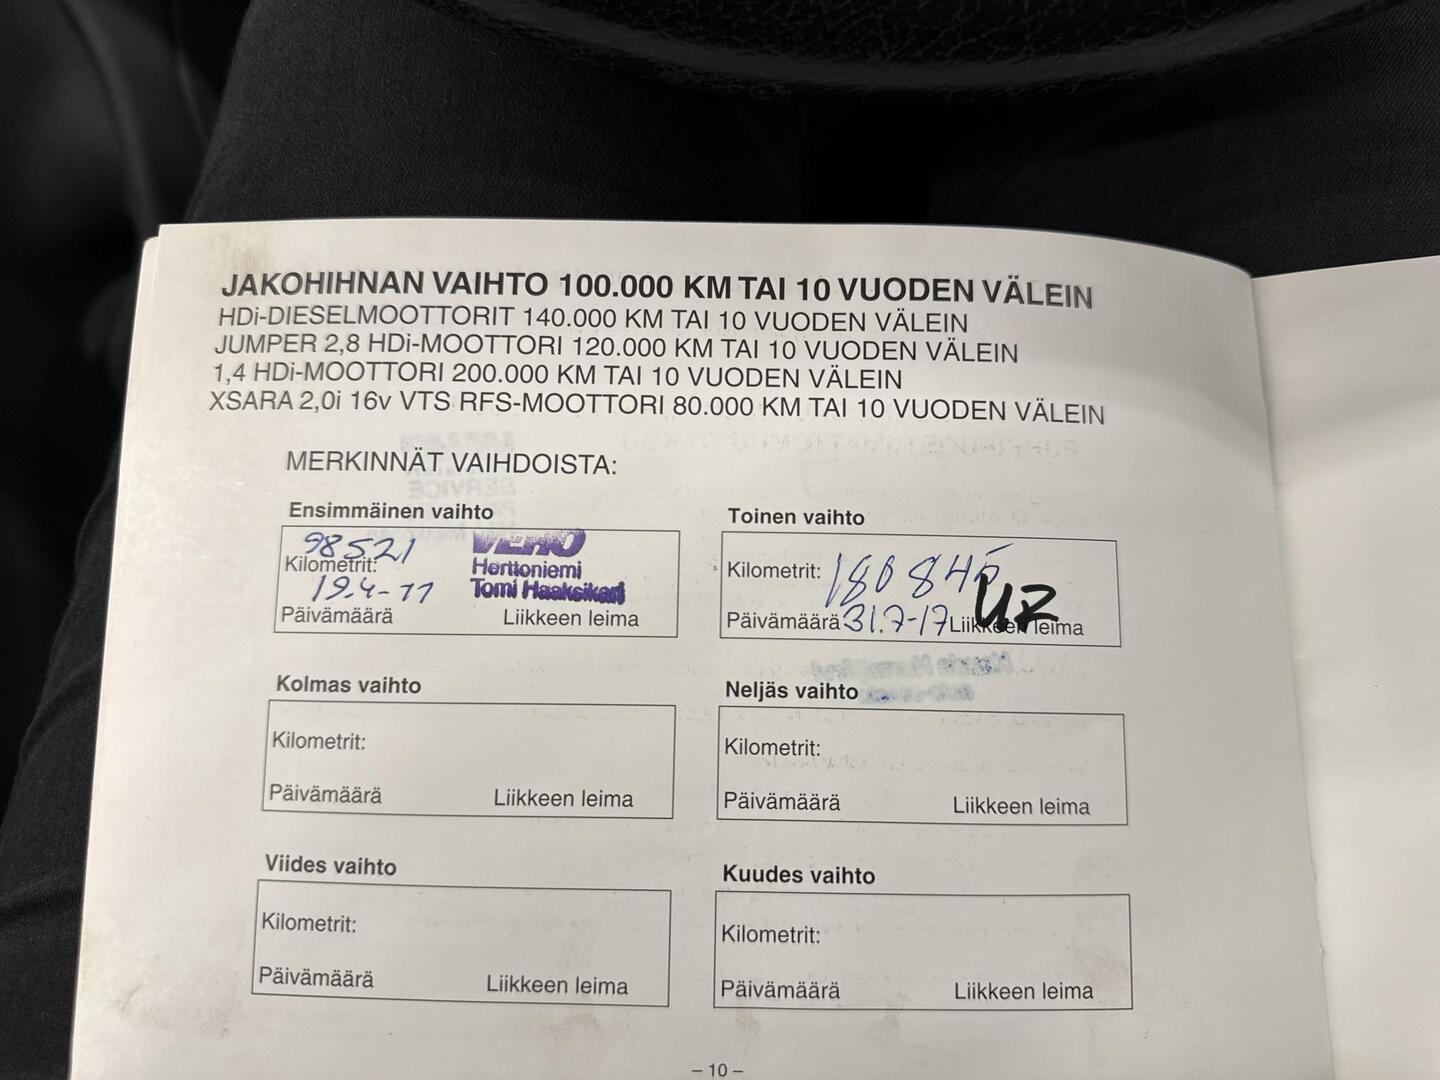 JAKOHIHNAN VAIHTO 100.000 KM TAI 10 VUODEN VÄLEIN
HDi-DIESELMOOTTORIT 140.000 KM TAI 10 VUODEN VÄLEIN
JUMPER 2,8 HDi-MOOTTORI 120.000 KM TAI 10 VUODEN VÄLEIN
1,4 HDi-MOOTTORI 200.000 KM TAI 10 VUODEN VÄLEIN
XSARA 2,0i 16v VTS RFS-MOOTTORI 80.000 KM TAI 10 VUODEN VÄLEIN
MERKINNÄT VAIHDOISTA:
Ensimmäinen vaihto
98521
Kilometrit:
19.4-11
Päivämäärä
VEHO
Herttoniemi
Tomi Haaksikari
Liikkeen leima
Toinen vaihto
Kilometrit: 180845
Päivämäärä 31.7-17 Liikkeen leima
Kolmas vaihto
Kilometrit:
Päivämäärä Liikkeen leima
Neljäs vaihto
Kilometrit:
Päivämäärä Liikkeen leima
Viides vaihto
Kilometrit:
Päivämäärä Liikkeen leima
Kuudes vaihto
Kilometrit:
Päivämäärä Liikkeen leima
– 10 –